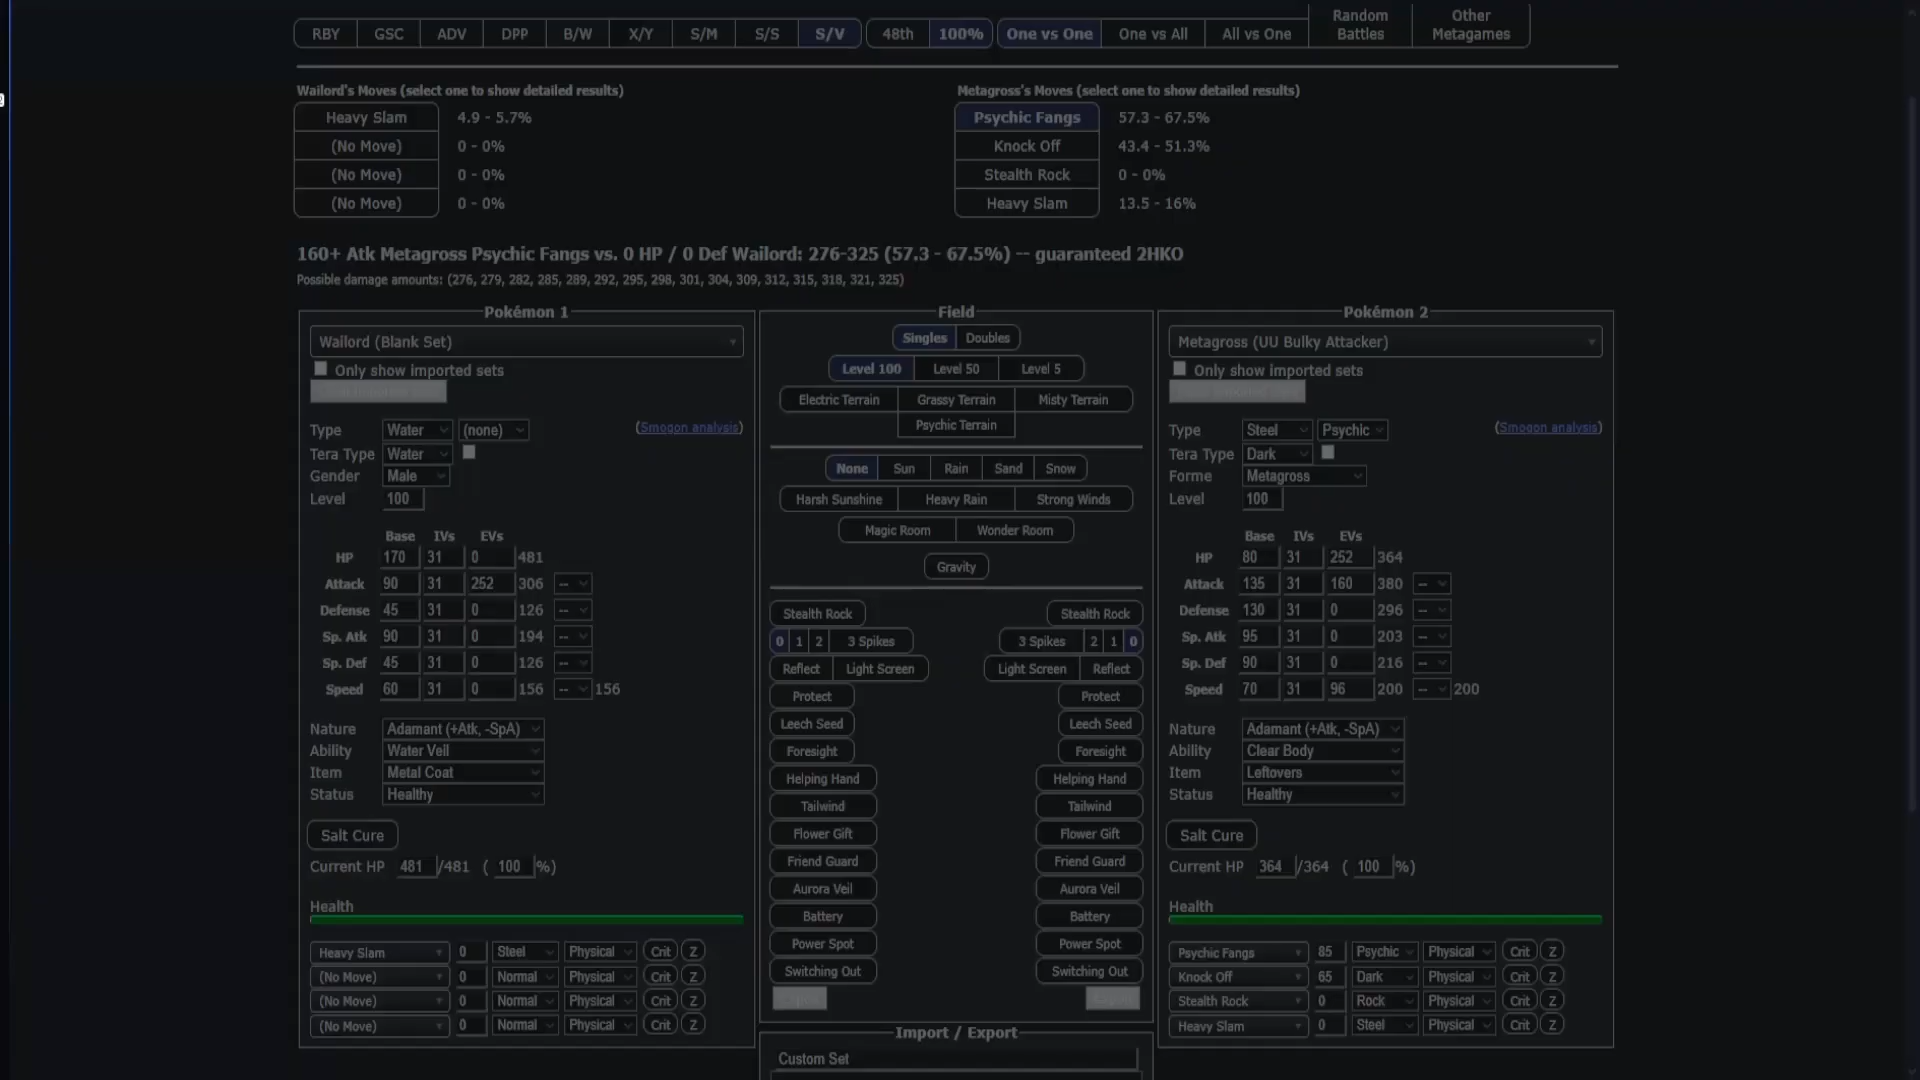 RBY GSC ADV DPP B/W X/Y S/M S/S S/V 48th 100% One vs One One vs All All vs One Random Battles Other Metagames
Wailord's Moves (select one to show detailed results) Metagross's Moves (select one to show detailed results)
Heavy Slam 4.9 - 5.7% Psychic Fangs 57.3 - 67.5%
(No Move) 0 - 0% Knock Off 43.4 - 51.3%
(No Move) 0 - 0% Stealth Rock 0 - 0%
(No Move) 0 - 0% Heavy Slam 13.5 - 16%
160+ Atk Metagross Psychic Fangs vs. 0 HP / 0 Def Wailord: 276-325 (57.3 - 67.5%) -- guaranteed 2HKO
Possible damage amounts: (276, 279, 282, 285, 289, 292, 295, 298, 301, 304, 309, 312, 315, 318, 321, 325)
Pokémon 1
Wailord (Blank Set)
Only show imported sets
Type Water (none) (Smogon analysis)
Tera Type Water
Gender Male
Level 100
Base IVs EVs
HP 170 31 0 481
Attack 90 31 252 306 --
Defense 45 31 0 126 --
Sp. Atk 90 31 0 194 --
Sp. Def 45 31 0 126 --
Speed 60 31 0 156 -- 156
Nature Adamant (+Atk, -SpA)
Ability Water Veil
Item Metal Coat
Status Healthy
Salt Cure
Current HP 481/481 ( 100 %)
Health
Heavy Slam 0 Steel Physical Crit Z
(No Move) 0 Normal Physical Crit Z
(No Move) 0 Normal Physical Crit Z
(No Move) 0 Normal Physical Crit Z
Field
Singles Doubles
Level 100 Level 50 Level 5
Electric Terrain Grassy Terrain Misty Terrain
Psychic Terrain
None Sun Rain Sand Snow
Harsh Sunshine Heavy Rain Strong Winds
Magic Room Wonder Room
Gravity
Stealth Rock Stealth Rock
0 1 2 3 Spikes 3 Spikes 2 1 0
Reflect Light Screen Light Screen Reflect
Protect Protect
Leech Seed Leech Seed
Foresight Foresight
Helping Hand Helping Hand
Tailwind Tailwind
Flower Gift Flower Gift
Friend Guard Friend Guard
Aurora Veil Aurora Veil
Battery Battery
Power Spot Power Spot
Switching Out Switching Out
Import / Export
Custom Set
Pokémon 2
Metagross (UU Bulky Attacker)
Only show imported sets
Type Steel Psychic (Smogon analysis)
Tera Type Dark
Forme Metagross
Level 100
Base IVs EVs
HP 80 31 252 364
Attack 135 31 160 380 --
Defense 130 31 0 296 --
Sp. Atk 95 31 0 203 --
Sp. Def 90 31 0 216 --
Speed 70 31 96 200 -- 200
Nature Adamant (+Atk, -SpA)
Ability Clear Body
Item Leftovers
Status Healthy
Salt Cure
Current HP 364/364 ( 100 %)
Health
Psychic Fangs 85 Psychic Physical Crit Z
Knock Off 65 Dark Physical Crit Z
Stealth Rock 0 Rock Physical Crit Z
Heavy Slam 0 Steel Physical Crit Z